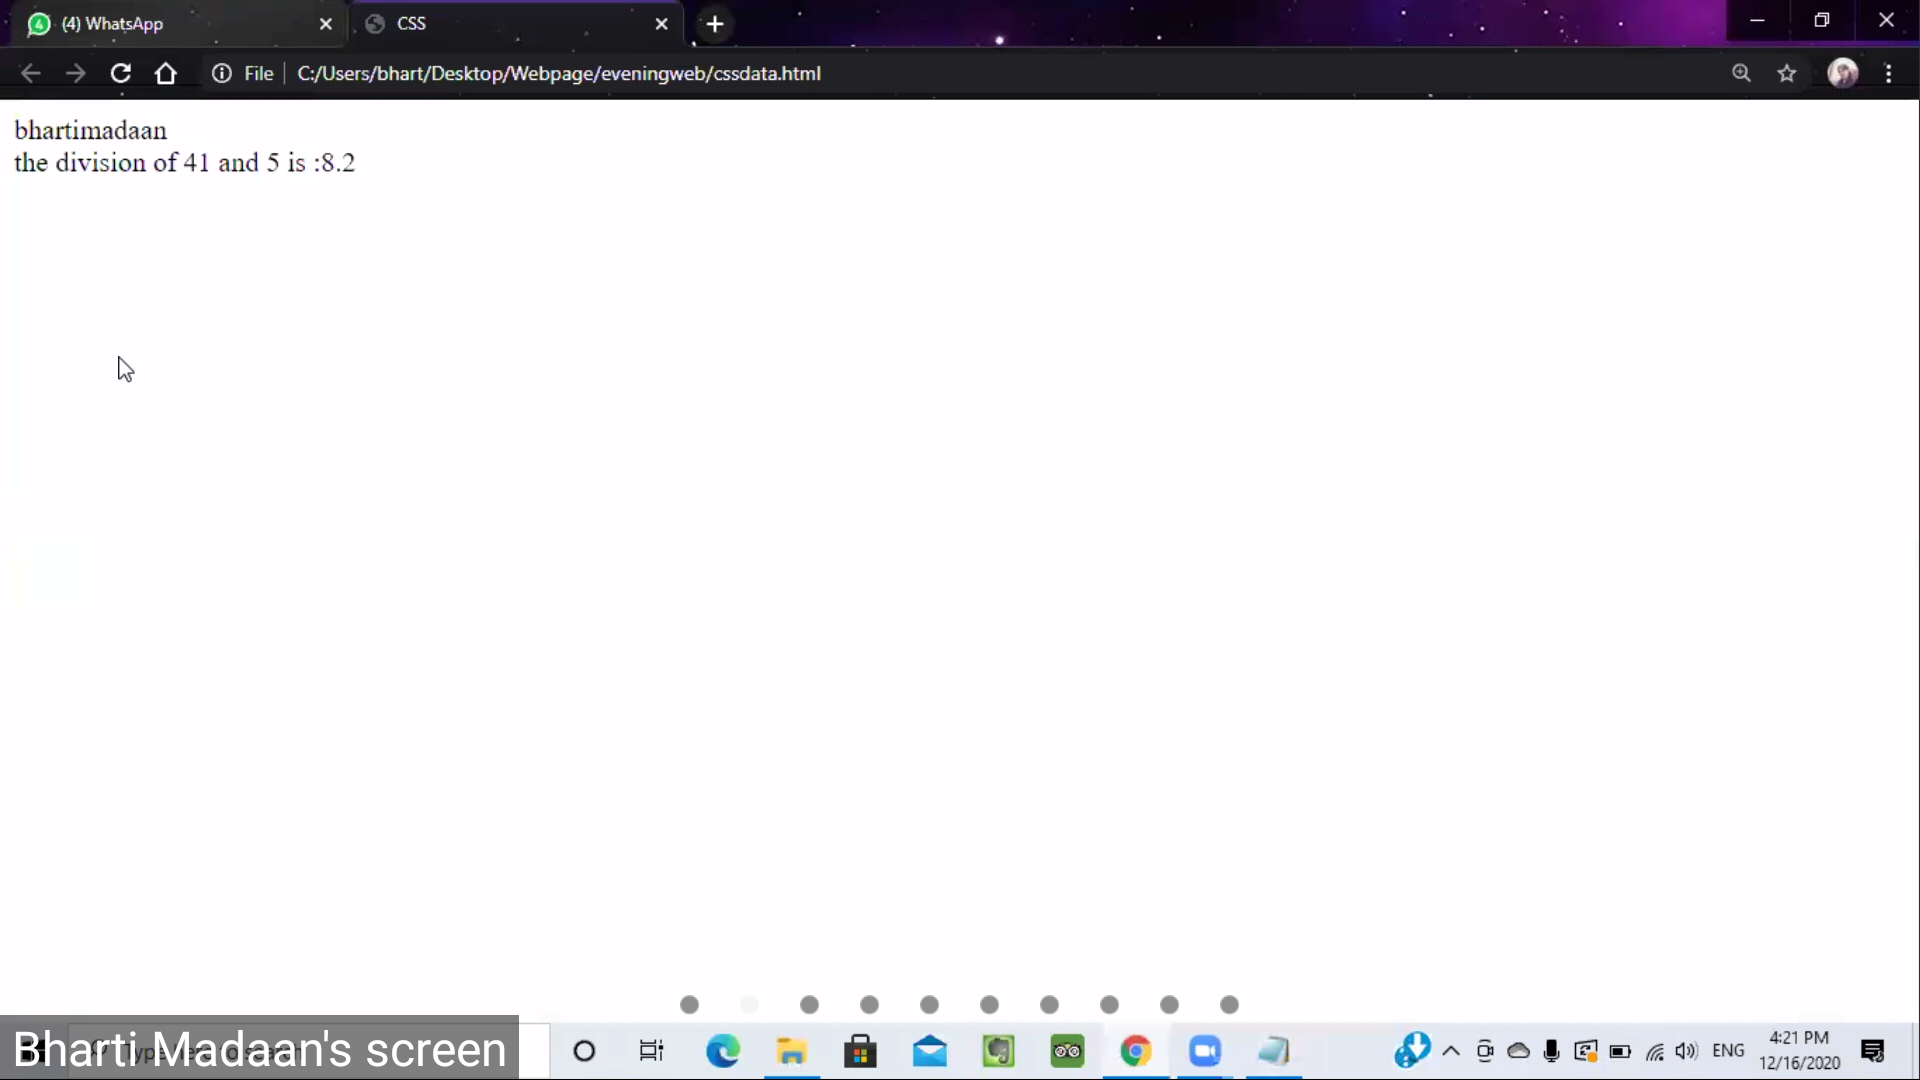 (4) WhatsApp
CSS
File
C:/Users/bhart/Desktop/Webpage/eveningweb/cssdata.html
bhartimadaan
the division of 41 and 5 is :8.2
Bharti Madaan's screen
ENG
4:21 PM
12/16/2020